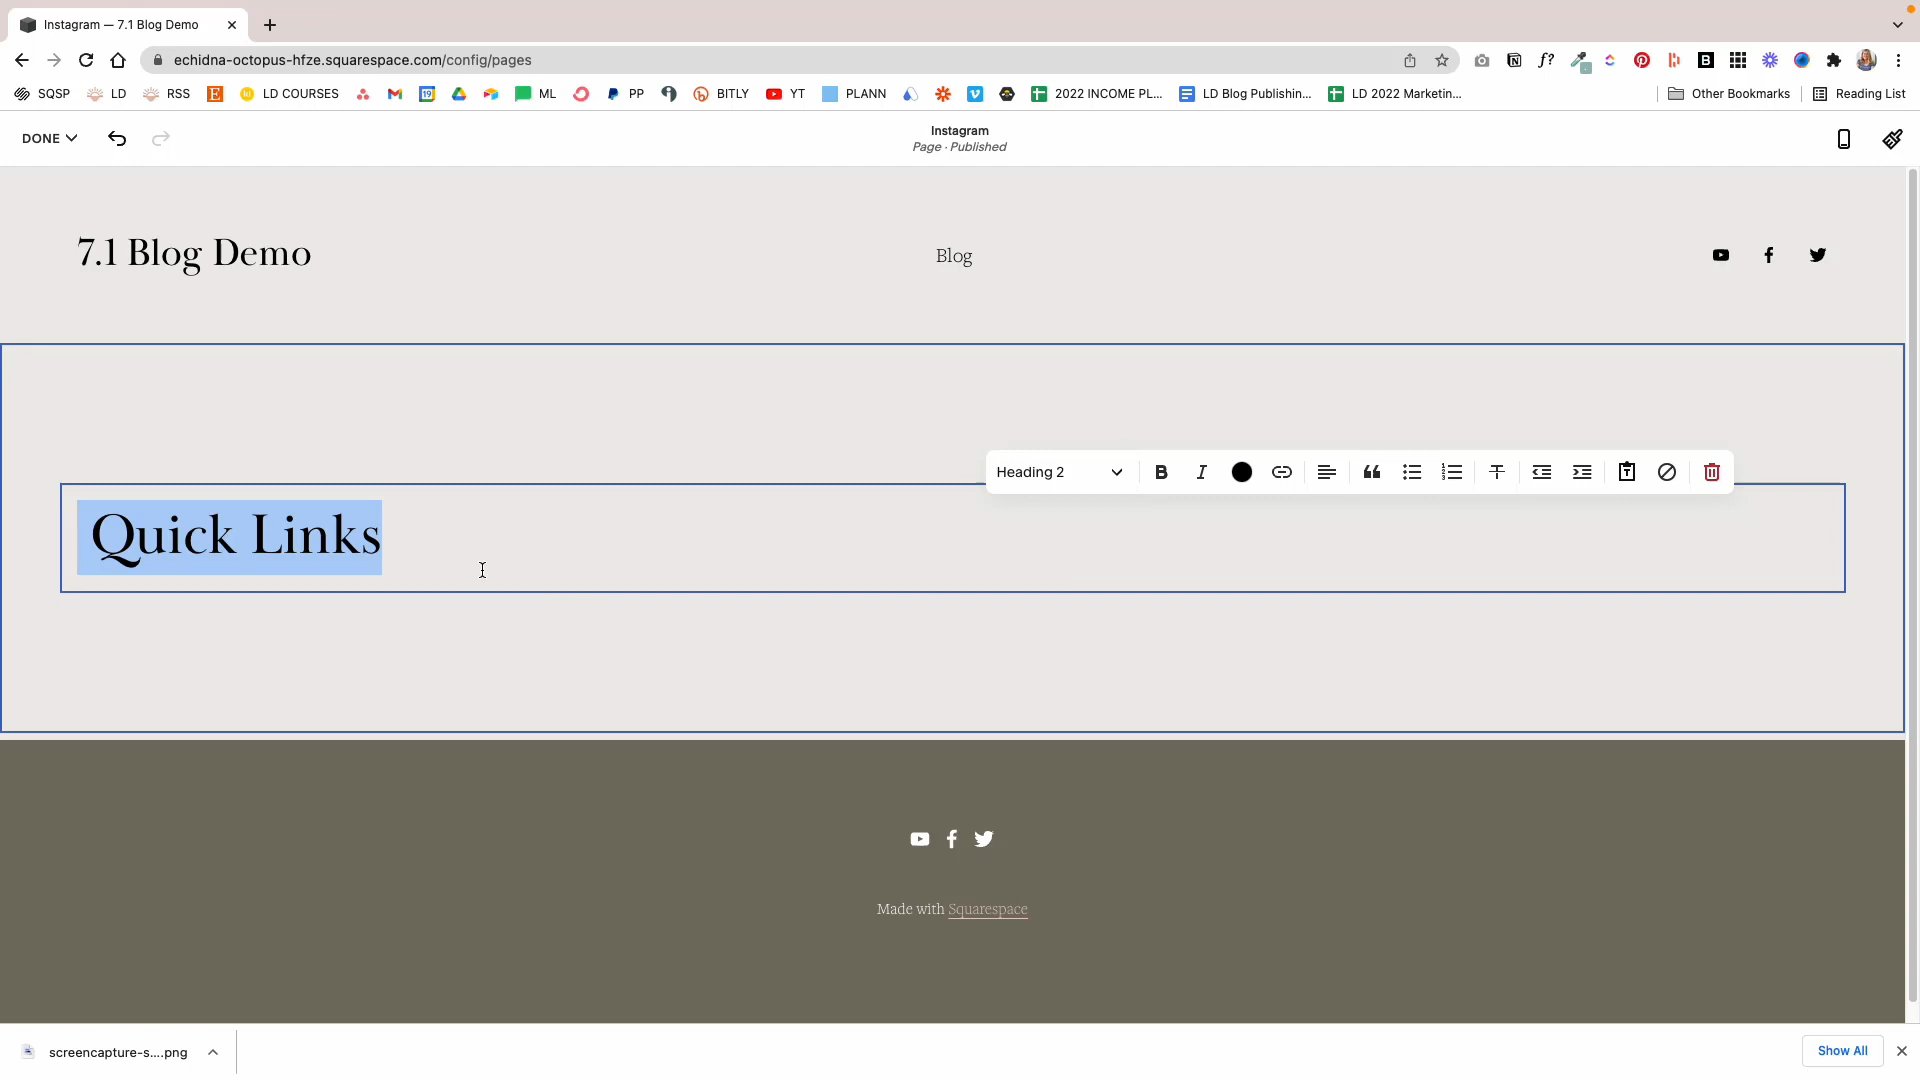 Instagram — 7.1 Blog Demo
echidna-octopus-hfze.squarespace.com/config/pages
SQSP LD RSS LD COURSES 19 ML PP BITLY YT PLANN 2022 INCOME PL... LD Blog Publishin... LD 2022 Marketin... Other Bookmarks Reading List
DONE
Instagram
Page · Published
7.1 Blog Demo
Blog
Heading 2
Quick Links
Made with Squarespace
screencapture-s....png
Show All